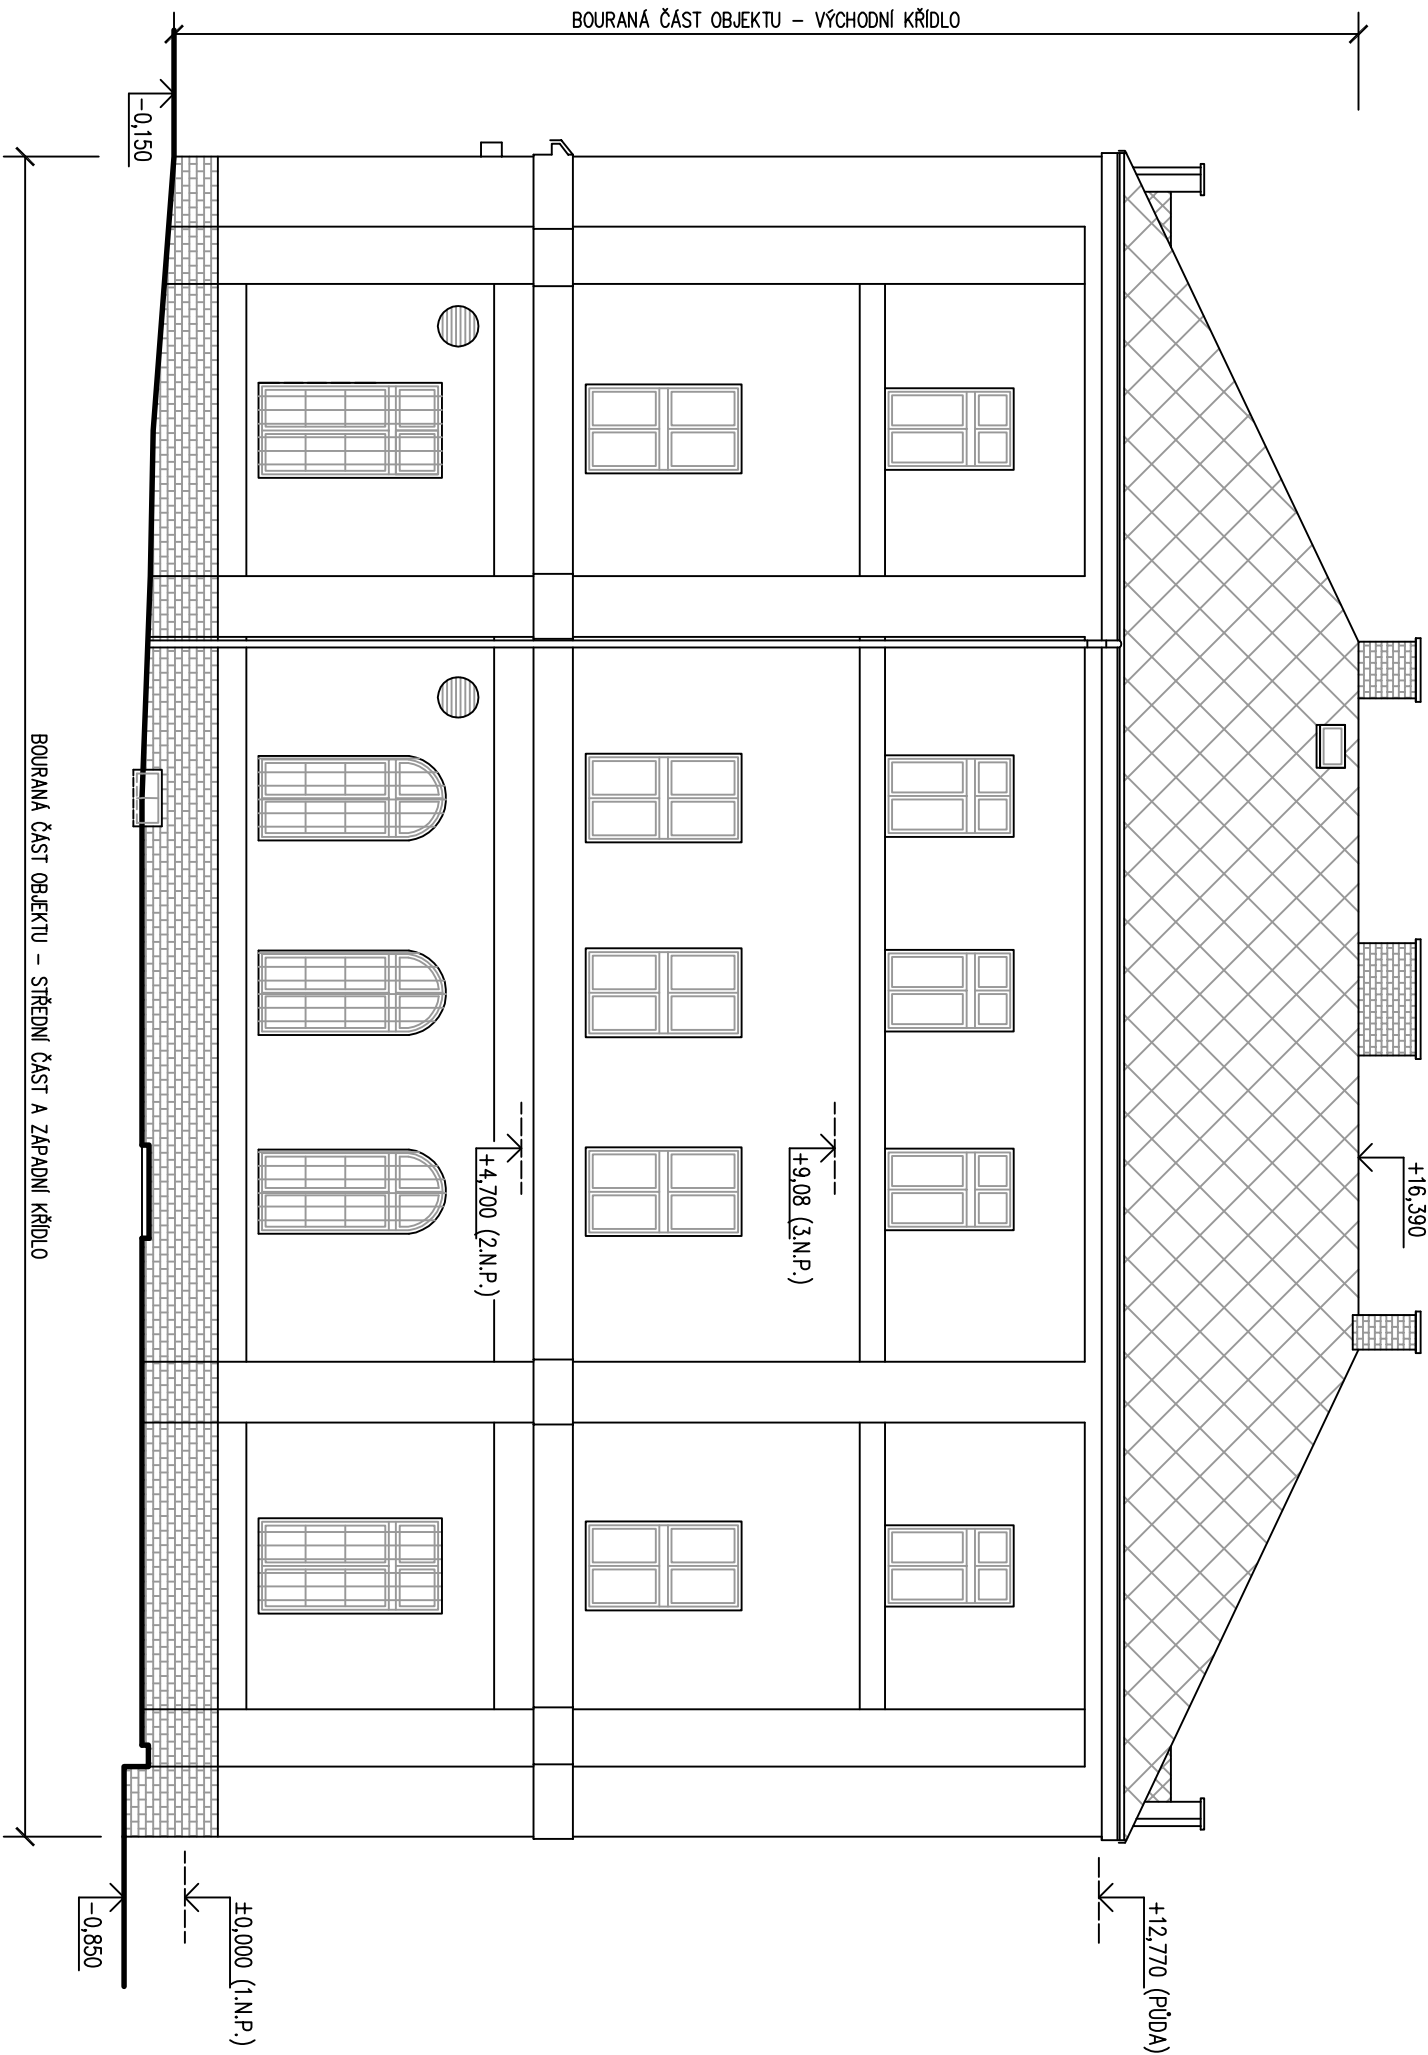 BOURANÁ ČÁST OBJEKTU – VÝCHODNÍ KŘÍDLO
+16,390
+12,770 (PŮDA)
+9,08 (3.N.P.)
+4,700 (2.N.P.)
±0,000 (1.N.P.)
-0,150
-0,850
BOURANÁ ČÁST OBJEKTU – STŘEDNÍ ČÁST A ZÁPADNÍ KŘÍDLO